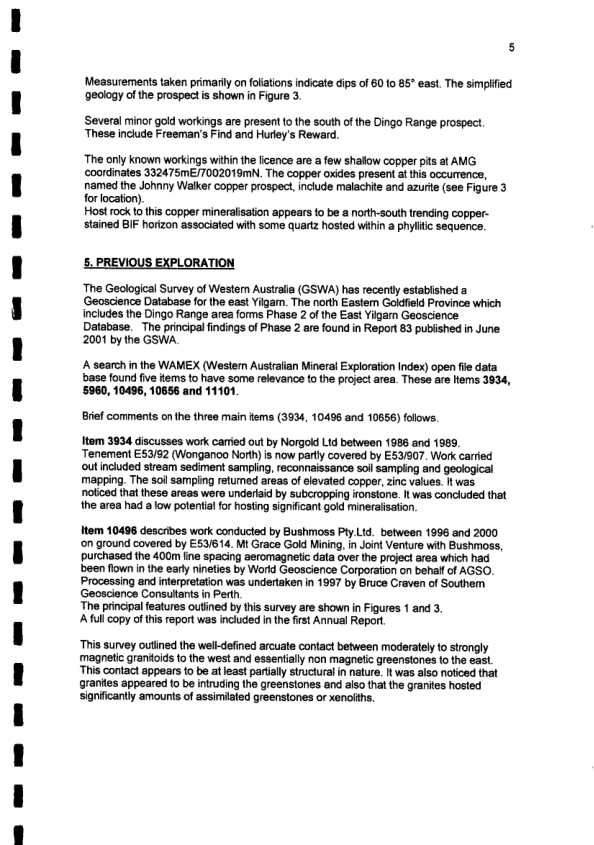 5
Measurements taken primarily on foliations indicate dips of 60 to 85° east. The simplified
geology of the prospect is shown in Figure 3.
Several minor gold workings are present to the south of the Dingo Range prospect.
These include Freeman's Find and Hurley's Reward.
The only known workings within the licence are a few shallow copper pits at AMG
coordinates 332475mE/7002019mN. The copper oxides present at this occurrence,
named the Johnny Walker copper prospect, include malachite and azurite (see Figure 3
for location).
Host rock to this copper mineralisation appears to be a north-south trending copper-
stained BIF horizon associated with some quartz hosted within a phyllitic sequence.
5. PREVIOUS EXPLORATION
The Geological Survey of Western Australia (GSWA) has recently established a
Geoscience Database for the east Yilgarn. The north Eastern Goldfield Province which
includes the Dingo Range area forms Phase 2 of the East Yilgarn Geoscience
Database. The principal findings of Phase 2 are found in Report 83 published in June
2001 by the GSWA.
A search in the WAMEX (Western Australian Mineral Exploration Index) open file data
base found five items to have some relevance to the project area. These are Items 3934,
5960, 10496, 10656 and 11101.
Brief comments on the three main items (3934, 10496 and 10656) follows.
Item 3934 discusses work carried out by Norgold Ltd between 1986 and 1989.
Tenement E53/92 (Wonganoo North) is now partly covered by E53/907. Work carried
out included stream sediment sampling, reconnaissance soil sampling and geological
mapping. The soil sampling returned areas of elevated copper, zinc values. It was
noticed that these areas were underlaid by subcropping ironstone. It was concluded that
the area had a low potential for hosting significant gold mineralisation.
Item 10496 describes work conducted by Bushmoss Pty.Ltd. between 1996 and 2000
on ground covered by E53/614. Mt Grace Gold Mining, in Joint Venture with Bushmoss,
purchased the 400m line spacing aeromagnetic data over the project area which had
been flown in the early nineties by World Geoscience Corporation on behalf of AGSO.
Processing and interpretation was undertaken in 1997 by Bruce Craven of Southern
Geoscience Consultants in Perth.
The principal features outlined by this survey are shown in Figures 1 and 3.
A full copy of this report was included in the first Annual Report.
This survey outlined the well-defined arcuate contact between moderately to strongly
magnetic granitoids to the west and essentially non magnetic greenstones to the east.
This contact appears to be at least partially structural in nature. It was also noticed that
granites appeared to be intruding the greenstones and also that the granites hosted
significantly amounts of assimilated greenstones or xenoliths.